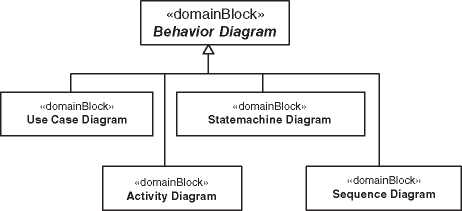 «domainBlock»
Behavior Diagram
«domainBlock»
Use Case Diagram
«domainBlock»
Statemachine Diagram
«domainBlock»
Activity Diagram
«domainBlock»
Sequence Diagram